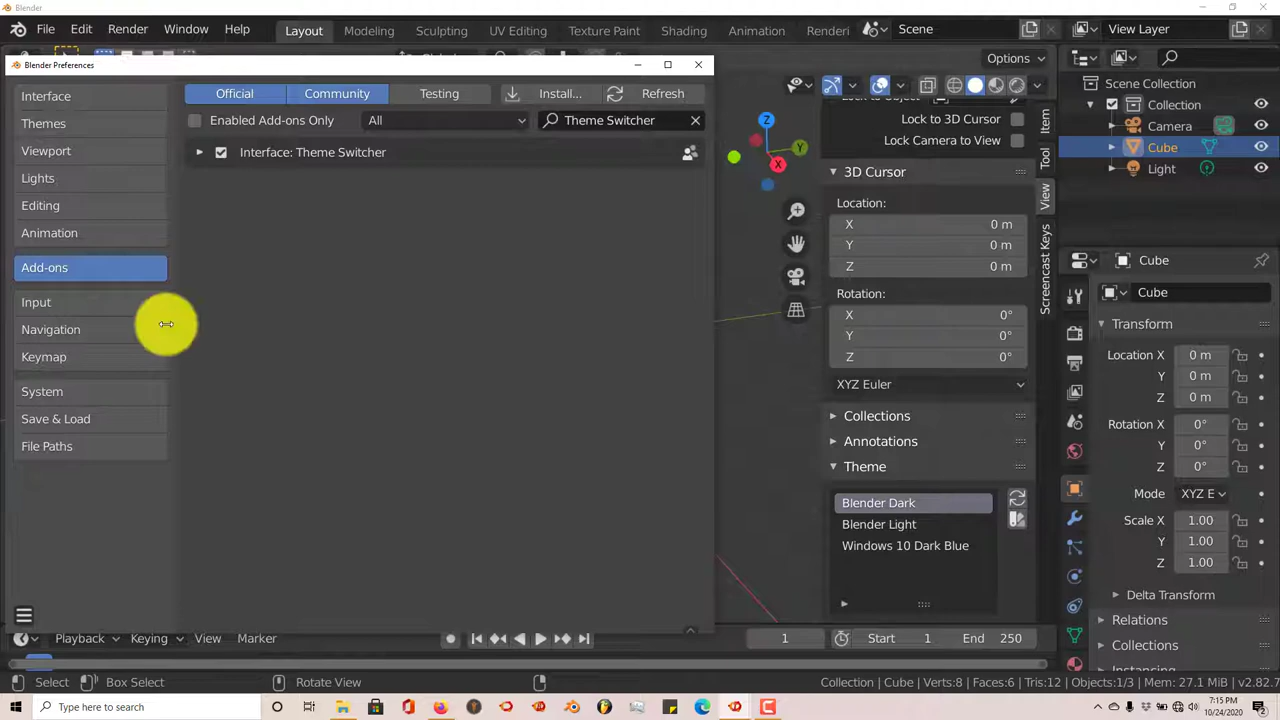 Blender
File Edit Render Window Help Layout Modeling Sculpting UV Editing Texture Paint Shading Animation Renderi Scene View Layer
Options
Blender Preferences
Interface
Themes
Viewport
Lights
Editing
Animation
Add-ons
Input
Navigation
Keymap
System
Save & Load
File Paths
Official Community Testing Install... Refresh
Enabled Add-ons Only All Theme Switcher
Interface: Theme Switcher
Z
Y
X
Lock to 3D Cursor
Lock Camera to View
3D Cursor
Location:
X 0 m
Y 0 m
Z 0 m
Rotation:
X 0°
Y 0°
Z 0°
XYZ Euler
Collections
Annotations
Theme
Blender Dark
Blender Light
Windows 10 Dark Blue
Item
Tool
View
Screencast Keys
Scene Collection
Collection
Camera
Cube
Light
Cube
Cube
Transform
Location X 0 m
Y 0 m
Z 0 m
Rotation X 0°
Y 0°
Z 0°
Mode XYZ E
Scale X 1.00
Y 1.00
Z 1.00
Delta Transform
Relations
Collections
Playback Keying View Marker 1 Start 1 End 250
Select Box Select Rotate View Collection | Cube | Verts:8 | Faces:6 | Tris:12 | Objects:1/3 | Mem: 27.1 MiB | v2.82.7
Type here to search
7:15 PM
10/24/2020